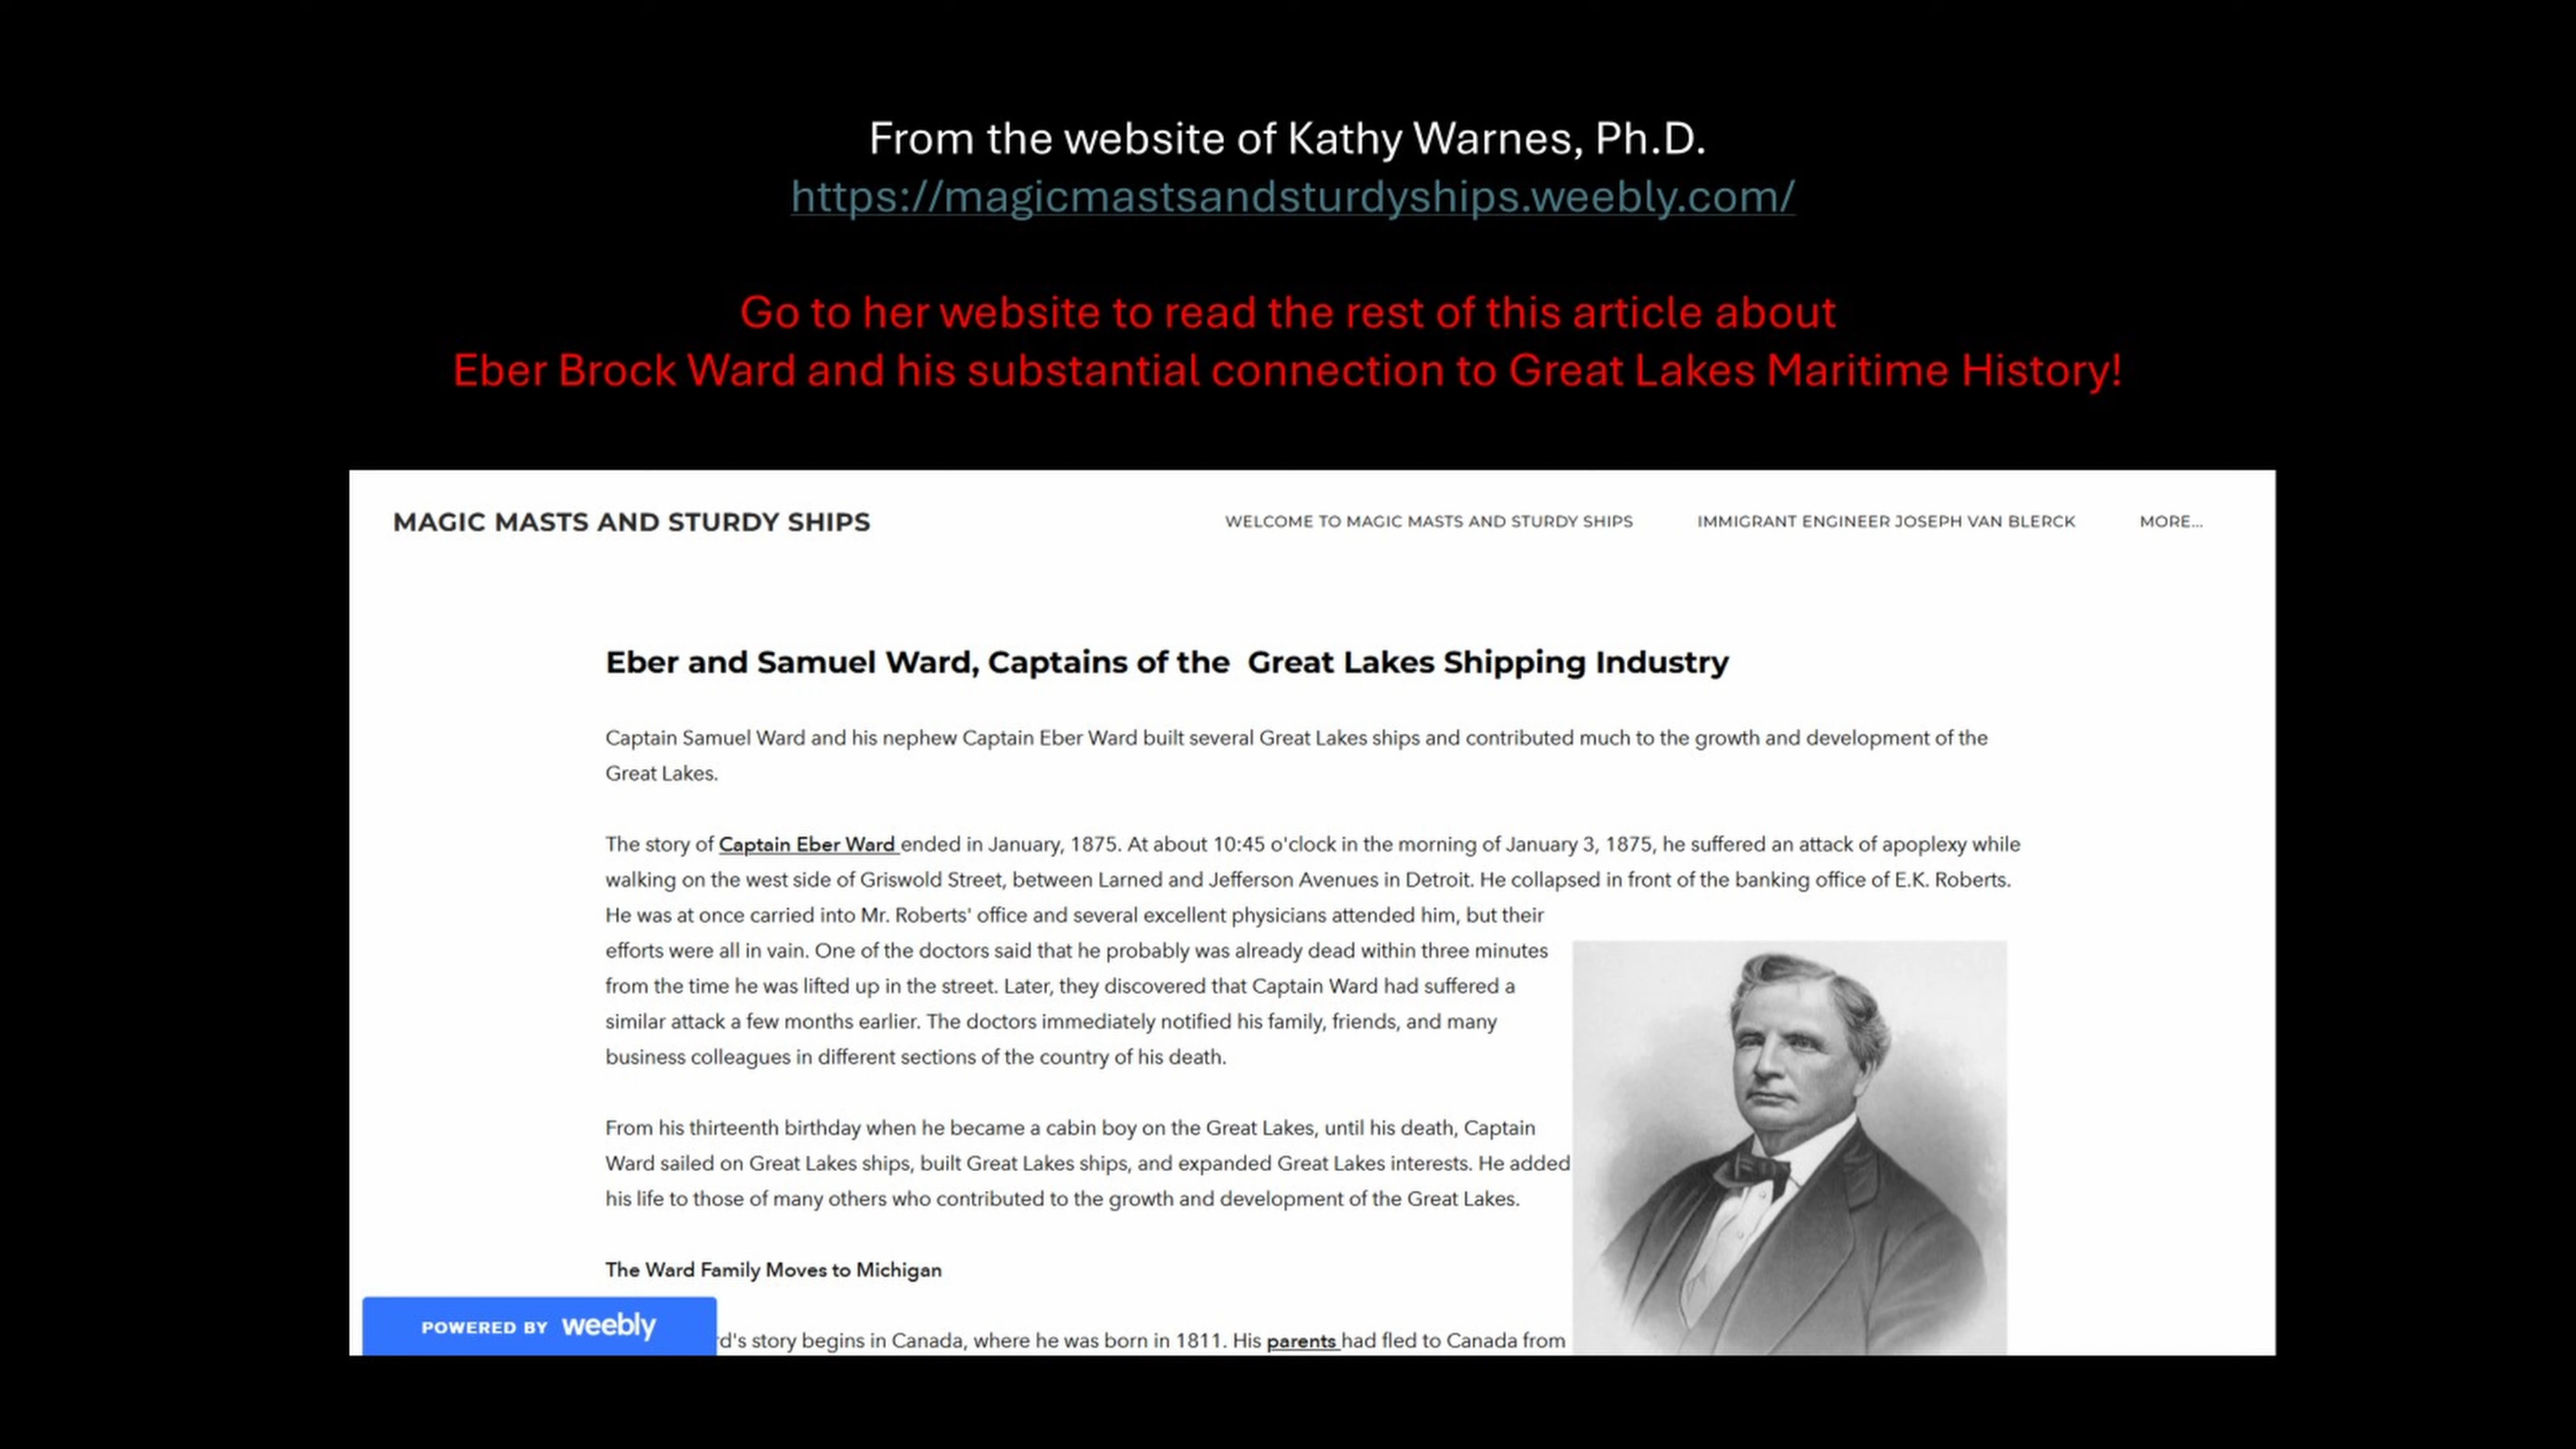 From the website of Kathy Warnes, Ph.D.
https://magicmastsandsturdyships.weebly.com/
Go to her website to read the rest of this article about
Eber Brock Ward and his substantial connection to Great Lakes Maritime History!
MAGIC MASTS AND STURDY SHIPS
WELCOME TO MAGIC MASTS AND STURDY SHIPS
IMMIGRANT ENGINEER JOSEPH VAN BLERCK
MORE...
Eber and Samuel Ward, Captains of the  Great Lakes Shipping Industry
Captain Samuel Ward and his nephew Captain Eber Ward built several Great Lakes ships and contributed much to the growth and development of the
Great Lakes.
The story of Captain Eber Ward ended in January, 1875. At about 10:45 o'clock in the morning of January 3, 1875, he suffered an attack of apoplexy while
walking on the west side of Griswold Street, between Larned and Jefferson Avenues in Detroit. He collapsed in front of the banking office of E.K. Roberts.
He was at once carried into Mr. Roberts' office and several excellent physicians attended him, but their
efforts were all in vain. One of the doctors said that he probably was already dead within three minutes
from the time he was lifted up in the street. Later, they discovered that Captain Ward had suffered a
similar attack a few months earlier. The doctors immediately notified his family, friends, and many
business colleagues in different sections of the country of his death.
From his thirteenth birthday when he became a cabin boy on the Great Lakes, until his death, Captain
Ward sailed on Great Lakes ships, built Great Lakes ships, and expanded Great Lakes interests. He added
his life to those of many others who contributed to the growth and development of the Great Lakes.
The Ward Family Moves to Michigan
POWERED BY weebly
rd's story begins in Canada, where he was born in 1811. His parents had fled to Canada from